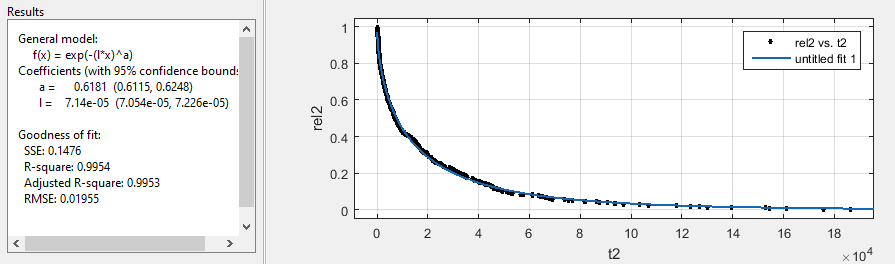 Results
General model:
f(x) = exp(-(l*x)^a)
Coefficients (with 95% confidence bounds
a = 0.6181 (0.6115, 0.6248)
l = 7.14e-05 (7.054e-05, 7.226e-05)
Goodness of fit:
SSE: 0.1476
R-square: 0.9954
Adjusted R-square: 0.9953
RMSE: 0.01955
rel2 vs. t2
untitled fit 1
1
0.8
0.6
0.4
0.2
0
rel2
0 2 4 6 8 10 12 14 16 18
t2
×10^4